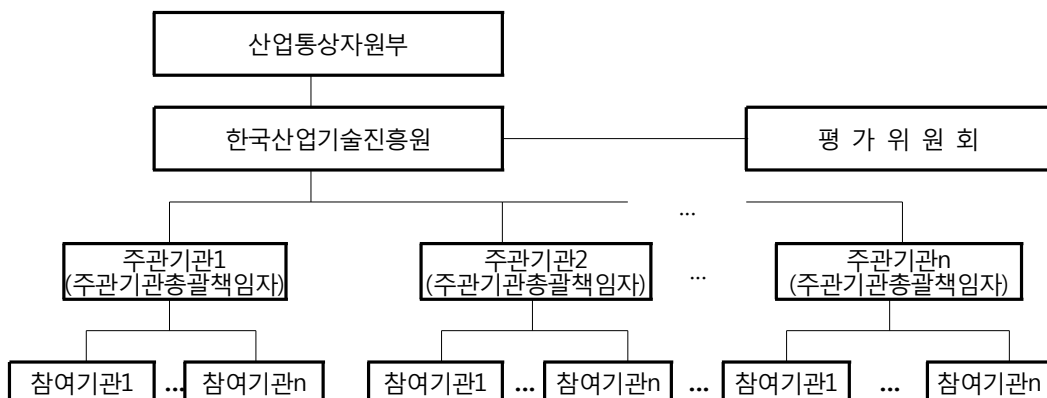 산업통상자원부
한국산업기술진흥원
평 가 위 원 회
...
주관기관1
(주관기관총괄책임자)
주관기관2
(주관기관총괄책임자)
...
주관기관n
(주관기관총괄책임자)
참여기관1 ... 참여기관n 참여기관1 ... 참여기관n ... 참여기관1 ... 참여기관n